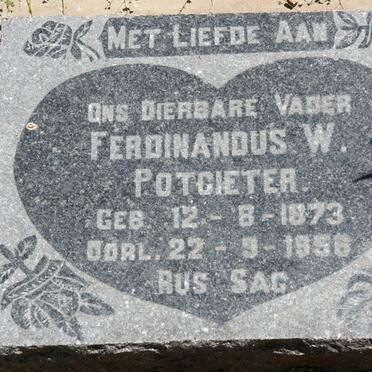 MET LIEFDE AAN
ONS DIERBARE VADER
FERDINANDUS W.
POTGIETER.
GEB. 12-8-1873.
OORL. 22-9-1956
RUS SAG